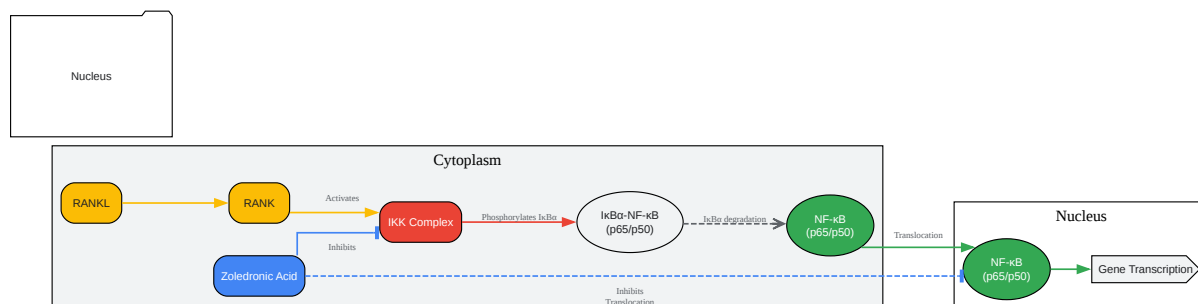 Nucleus
Cytoplasm
RANKL
RANK
Activates
IKK Complex
Phosphorylates IκBα
IκBα-NF-κB
(p65/p50)
IκBα degradation
NF-κB
(p65/p50)
Translocation
Nucleus
NF-κB
(p65/p50)
Gene Transcription
Inhibits
Zoledronic Acid
Inhibits
Translocation